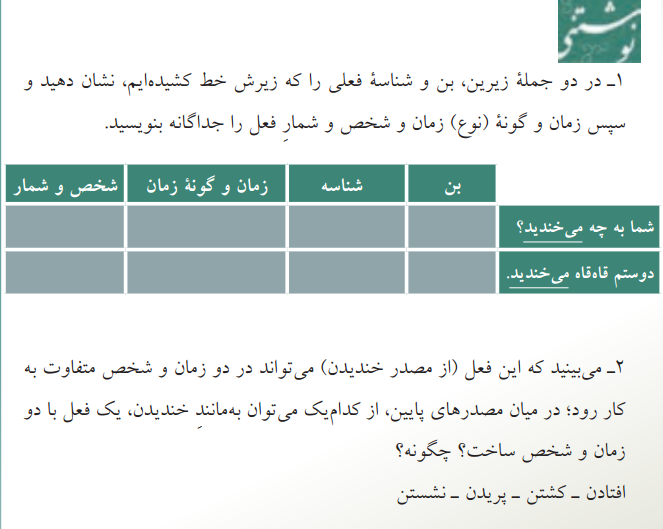 نوشتنی
۱ـ در دو جملهٔ زیرین، بن و شناسهٔ فعلی را که زیرش خط کشیده‌ایم، نشان دهید و
سپس زمان و گونهٔ (نوع) زمان و شخص و شمارِ فعل را جداگانه بنویسید.
بن شناسه زمان و گونهٔ زمان شخص و شمار
شما به چه می‌خندید؟
دوستم قاه‌قاه می‌خندید.
۲ـ می‌بینید که این فعل (از مصدر خندیدن) می‌تواند در دو زمان و شخص متفاوت به
کار رود؛ در میان مصدرهای پایین، از کدام‌یک می‌توان به‌مانندِ خندیدن، یک فعل با دو
زمان و شخص ساخت؟ چگونه؟
افتادن ـ کشتن ـ پریدن ـ نشستن